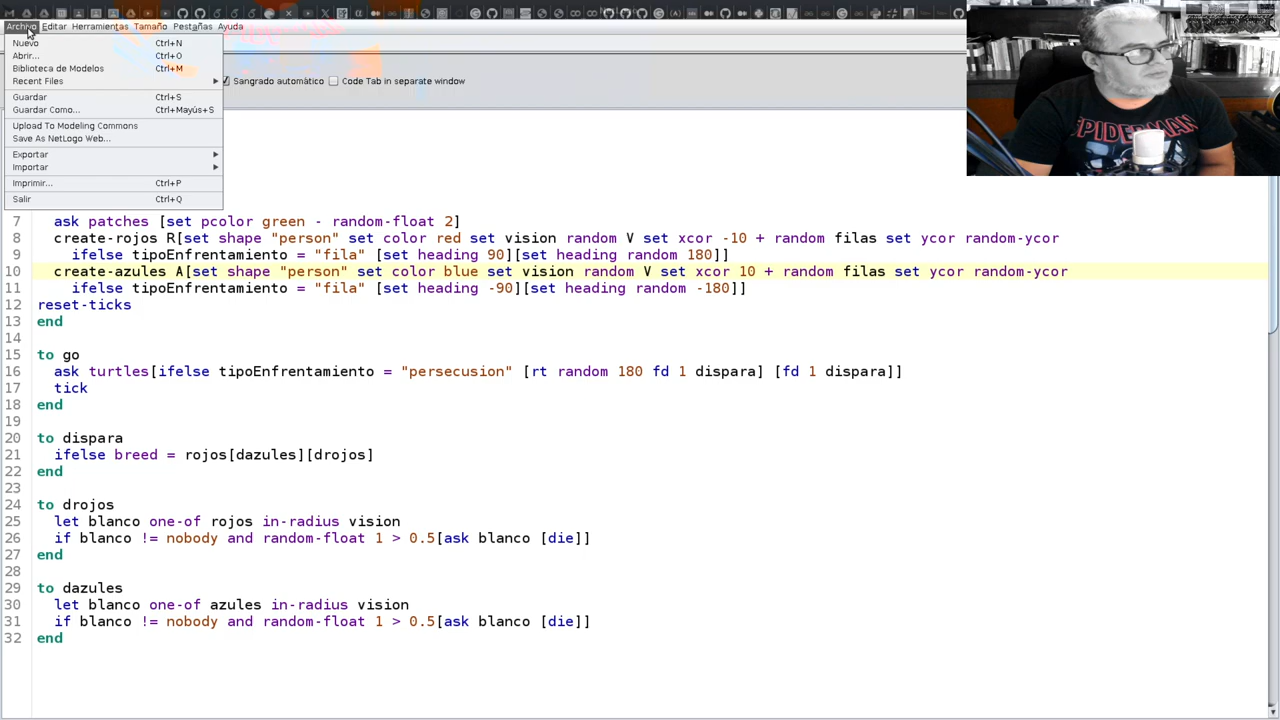 Archivo Editar Herramientas Tamaño Pestañas Ayuda
Nuevo Ctrl+N
Abrir... Ctrl+O
Biblioteca de Modelos Ctrl+M
Recent Files
Guardar Ctrl+S
Guardar Como... Ctrl+Mayús+S
Upload To Modeling Commons
Save As NetLogo Web...
Exportar
Importar
Imprimir... Ctrl+P
Salir Ctrl+Q
Sangrado automático Code Tab in separate window
SPIDERMAN
7 ask patches [set pcolor green - random-float 2]
8 create-rojos R[set shape "person" set color red set vision random V set xcor -10 + random filas set ycor random-ycor
9 ifelse tipoEnfrentamiento = "fila" [set heading 90][set heading random 180]]
10 create-azules A[set shape "person" set color blue set vision random V set xcor 10 + random filas set ycor random-ycor
11 ifelse tipoEnfrentamiento = "fila" [set heading -90][set heading random -180]]
12 reset-ticks
13 end
14
15 to go
16 ask turtles[ifelse tipoEnfrentamiento = "persecusion" [rt random 180 fd 1 dispara] [fd 1 dispara]]
17 tick
18 end
19
20 to dispara
21 ifelse breed = rojos[dazules][drojos]
22 end
23
24 to drojos
25 let blanco one-of rojos in-radius vision
26 if blanco != nobody and random-float 1 > 0.5[ask blanco [die]]
27 end
28
29 to dazules
30 let blanco one-of azules in-radius vision
31 if blanco != nobody and random-float 1 > 0.5[ask blanco [die]]
32 end